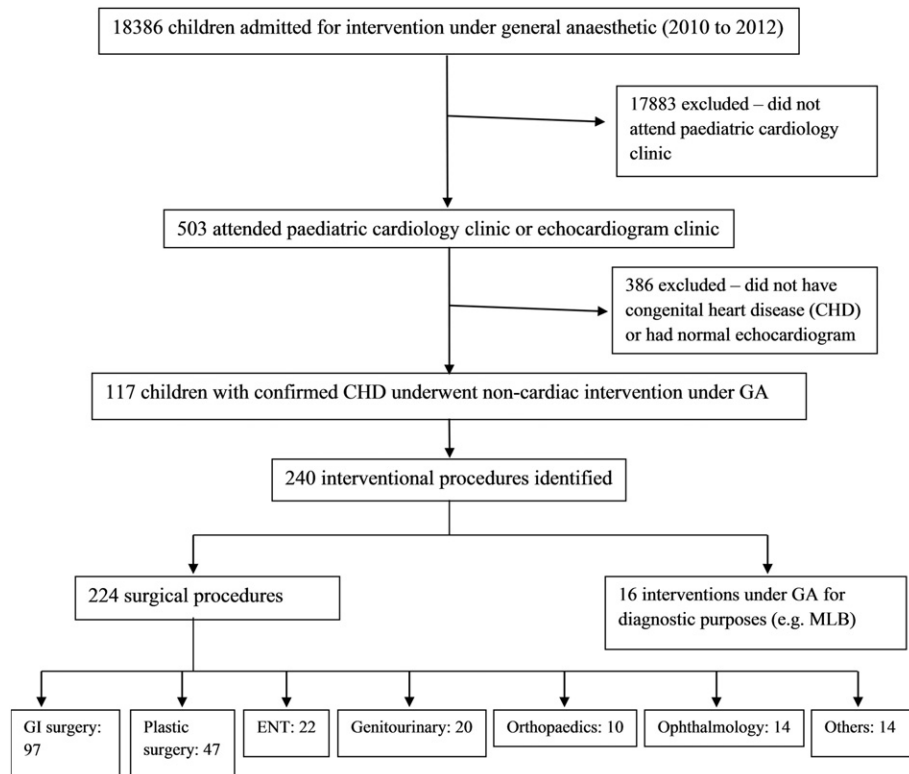 18386 children admitted for intervention under general anaesthetic (2010 to 2012)
17883 excluded – did not
attend paediatric cardiology
clinic
503 attended paediatric cardiology clinic or echocardiogram clinic
386 excluded – did not have
congenital heart disease (CHD)
or had normal echocardiogram
117 children with confirmed CHD underwent non-cardiac intervention under GA
240 interventional procedures identified
224 surgical procedures
16 interventions under GA for
diagnostic purposes (e.g. MLB)
GI surgery:
97
Plastic
surgery: 47
ENT: 22
Genitourinary: 20
Orthopaedics: 10
Ophthalmology: 14
Others: 14